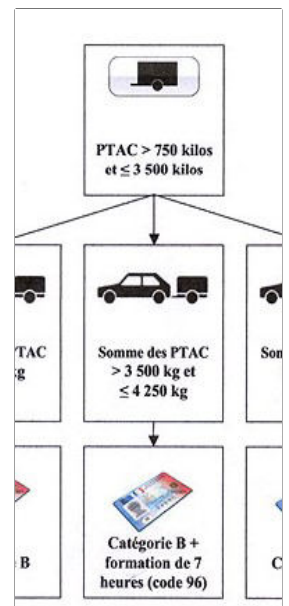 PTAC > 750 kilos
et ≤ 3 500 kilos
PTAC
kg
Somme des PTAC
> 3 500 kg et
≤ 4 250 kg
Som
B
Catégorie B +
formation de 7
heures (code 96)
C